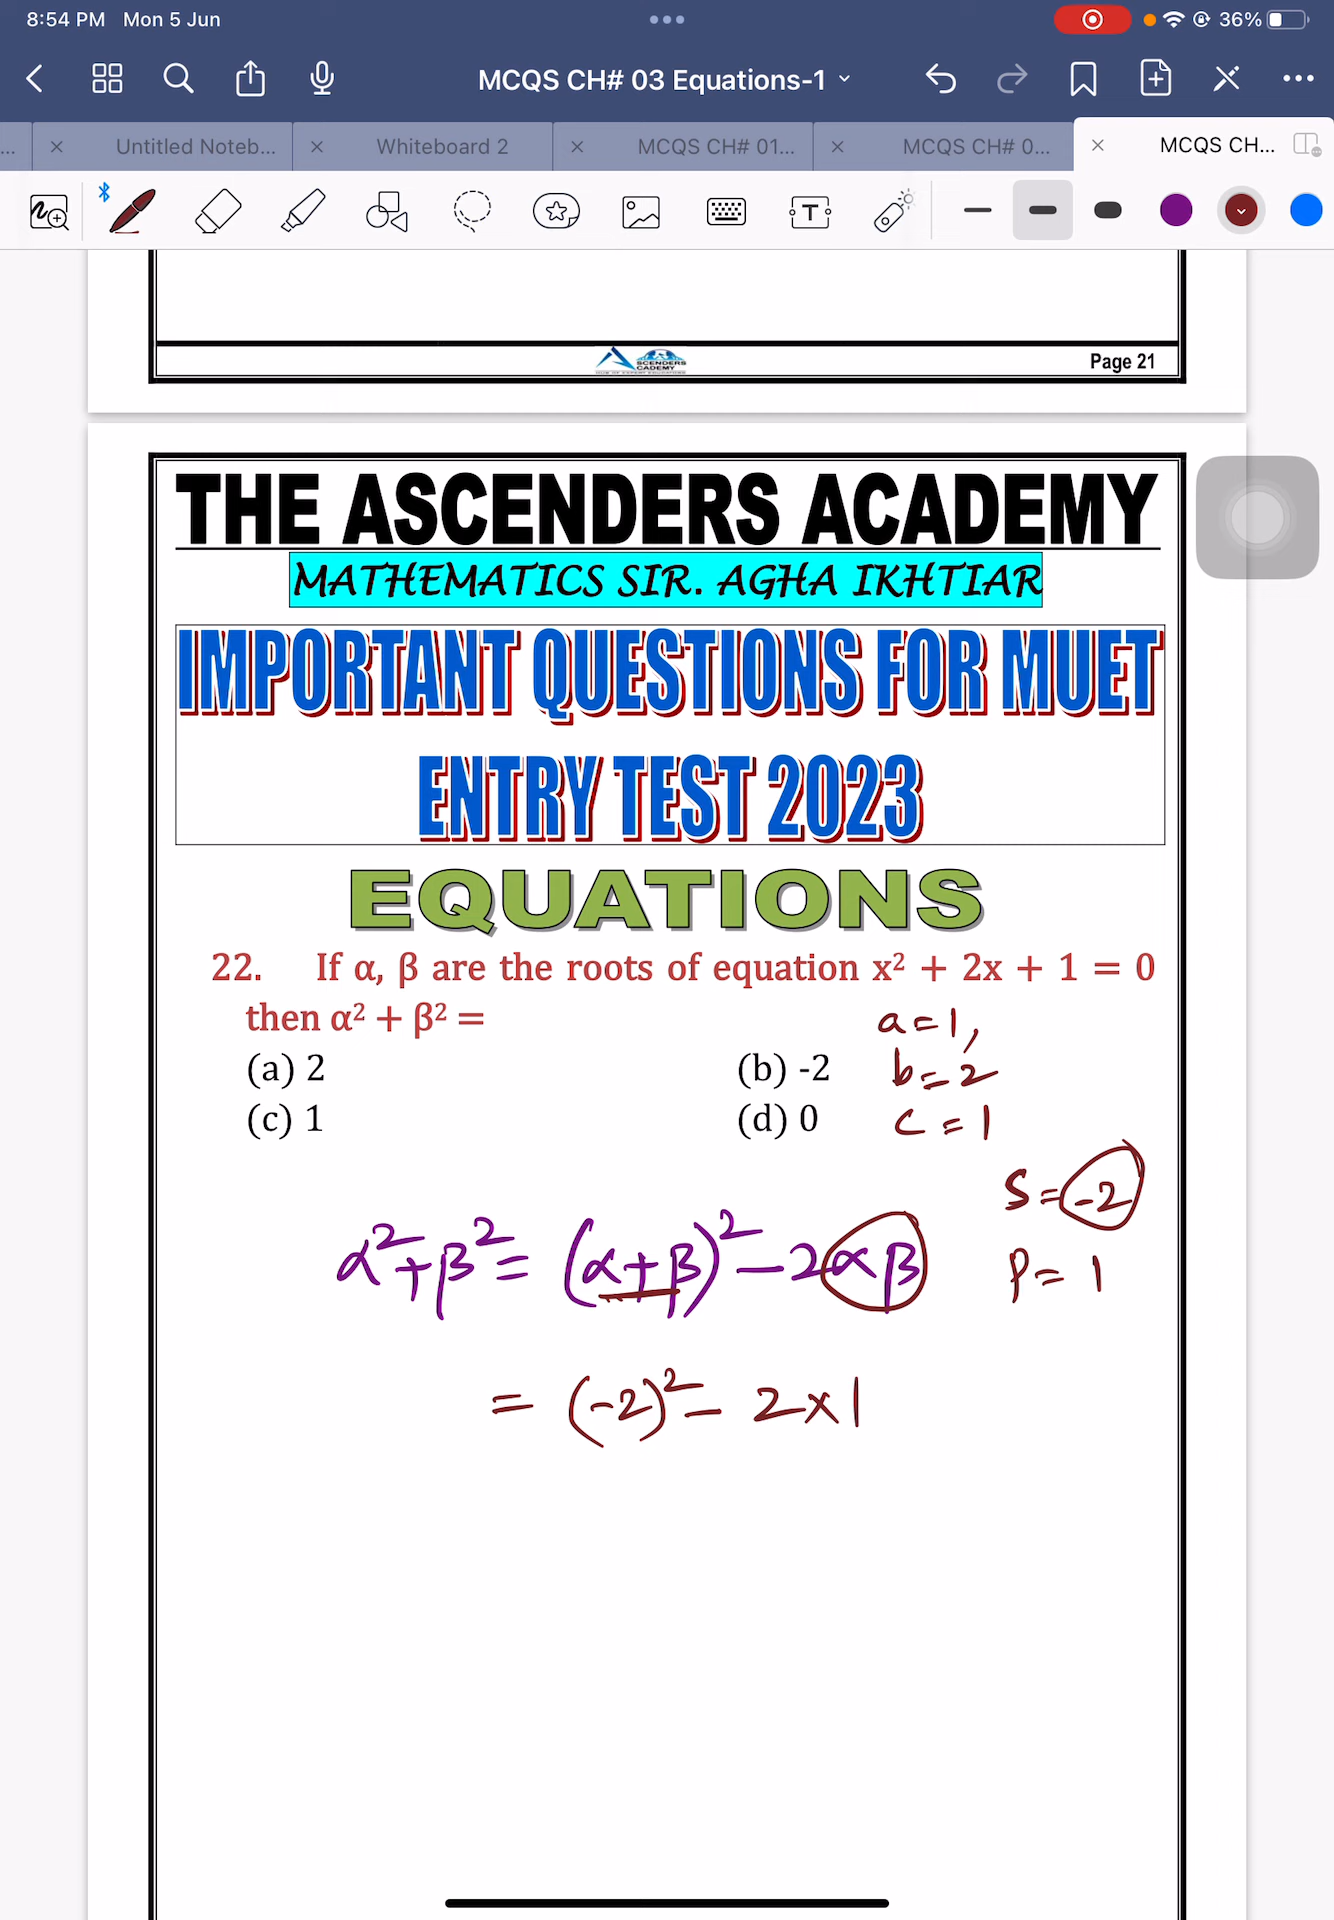 8:54 PM Mon 5 Jun
36%
MCQS CH# 03 Equations-1
Untitled Noteb... Whiteboard 2 MCQS CH# 01... MCQS CH# 0... MCQS CH...
T
SCENDERS
CADEMY
Page 21
THE ASCENDERS ACADEMY
MATHEMATICS SIR. AGHA IKHTIAR
IMPORTANT QUESTIONS FOR MUET
ENTRY TEST 2023
EQUATIONS
22. If α, β are the roots of equation x² + 2x + 1 = 0
then α² + β² =
(a) 2 (b) -2
(c) 1 (d) 0
a = 1,
b = 2
c = 1
S = -2
P = 1
α² + β² = (α+β)² − 2αβ
= (-2)² − 2×1